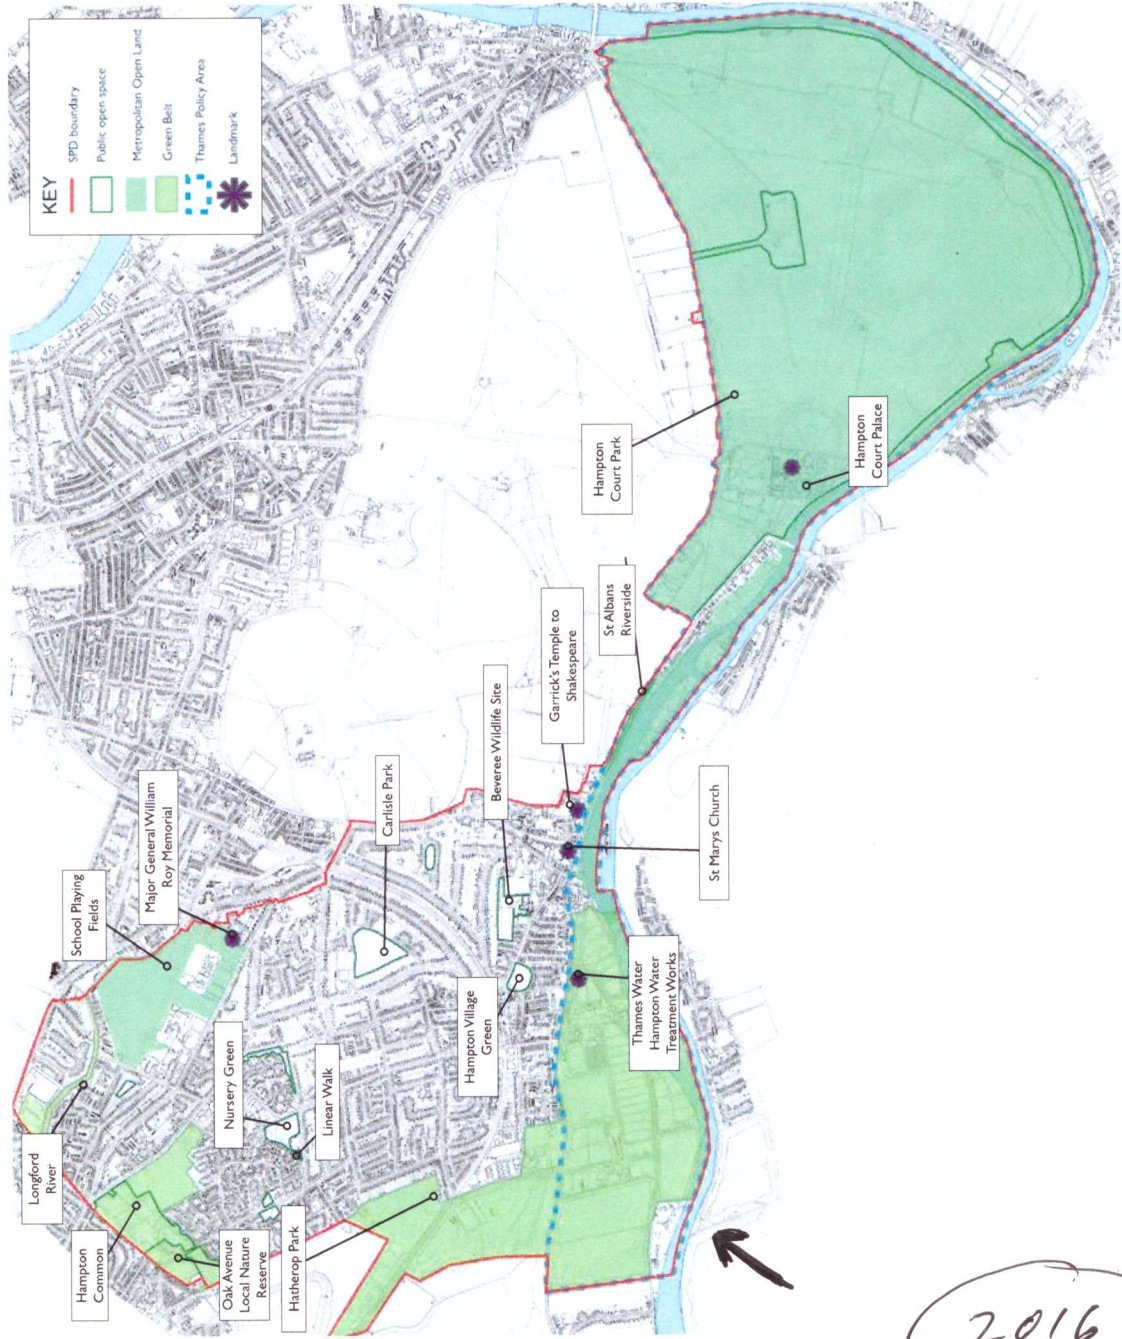 KEY
SPD boundary
Public open space
Metropolitan Open Land
Green Belt
Thames Policy Area
Landmark
Longford
River
School Playing
Fields
Major General William
Roy Memorial
Hampton
Common
Oak Avenue
Local Nature
Reserve
Nursery Green
Linear Walk
Hatherop Park
Carlisle Park
Hampton Village
Green
Beveree Wildlife Site
Garrick's Temple to
Shakespeare
St Albans
Riverside
Hampton
Court Park
Hampton
Court Palace
St Marys Church
Thames Water
Hampton Water
Treatment Works
2016